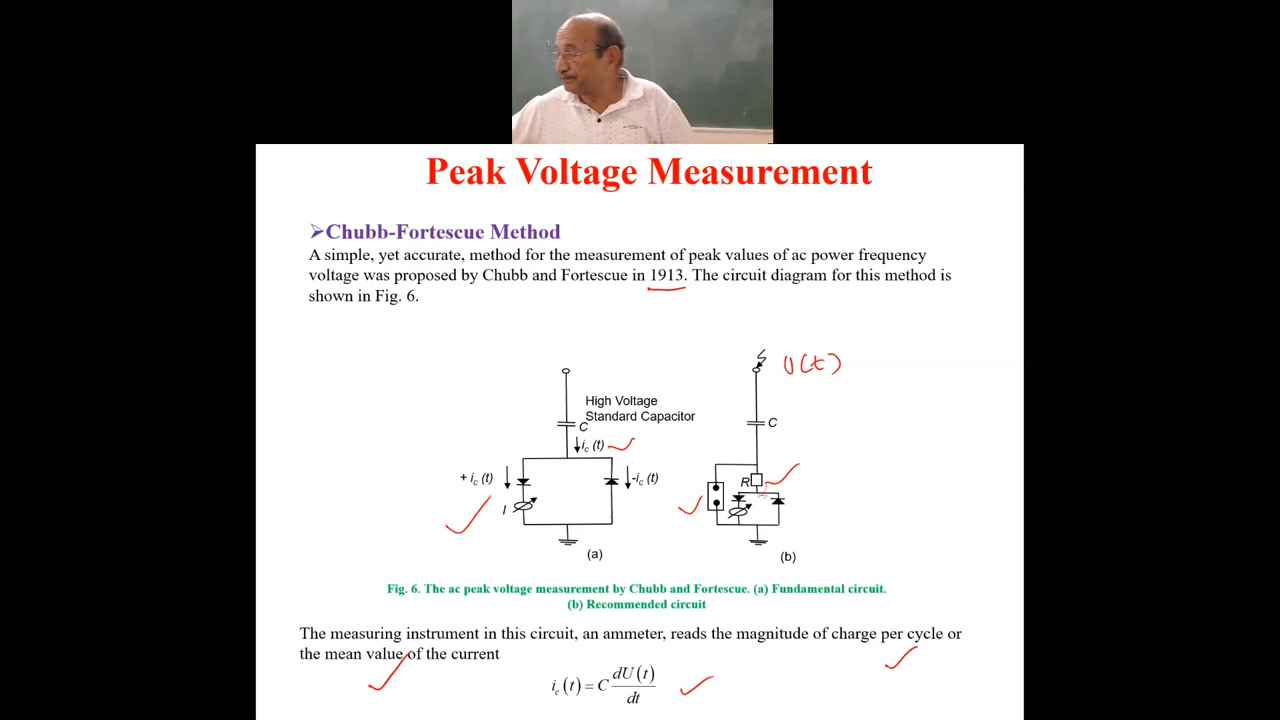 Peak Voltage Measurement
➢Chubb-Fortescue Method
A simple, yet accurate, method for the measurement of peak values of ac power frequency
voltage was proposed by Chubb and Fortescue in 1913. The circuit diagram for this method is
shown in Fig. 6.
U(t)
High Voltage
Standard Capacitor
C
C
i_c (t)
+ i_c (t)
-i_c (t)
R
I
(a)
(b)
Fig. 6. The ac peak voltage measurement by Chubb and Fortescue. (a) Fundamental circuit.
(b) Recommended circuit
The measuring instrument in this circuit, an ammeter, reads the magnitude of charge per cycle or
the mean value of the current
i_c(t) = C dU(t)/dt